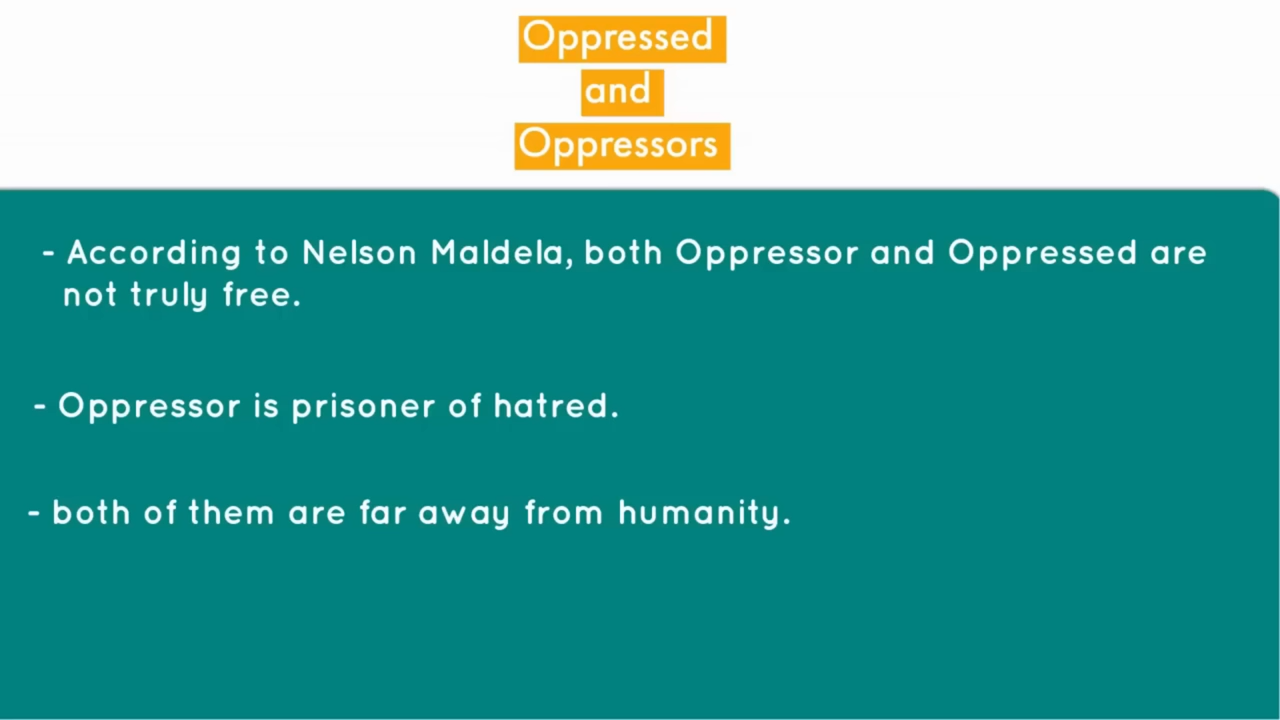 Oppressed
and
Oppressors
- According to Nelson Maldela, both Oppressor and Oppressed are
not truly free.
- Oppressor is prisoner of hatred.
- both of them are far away from humanity.